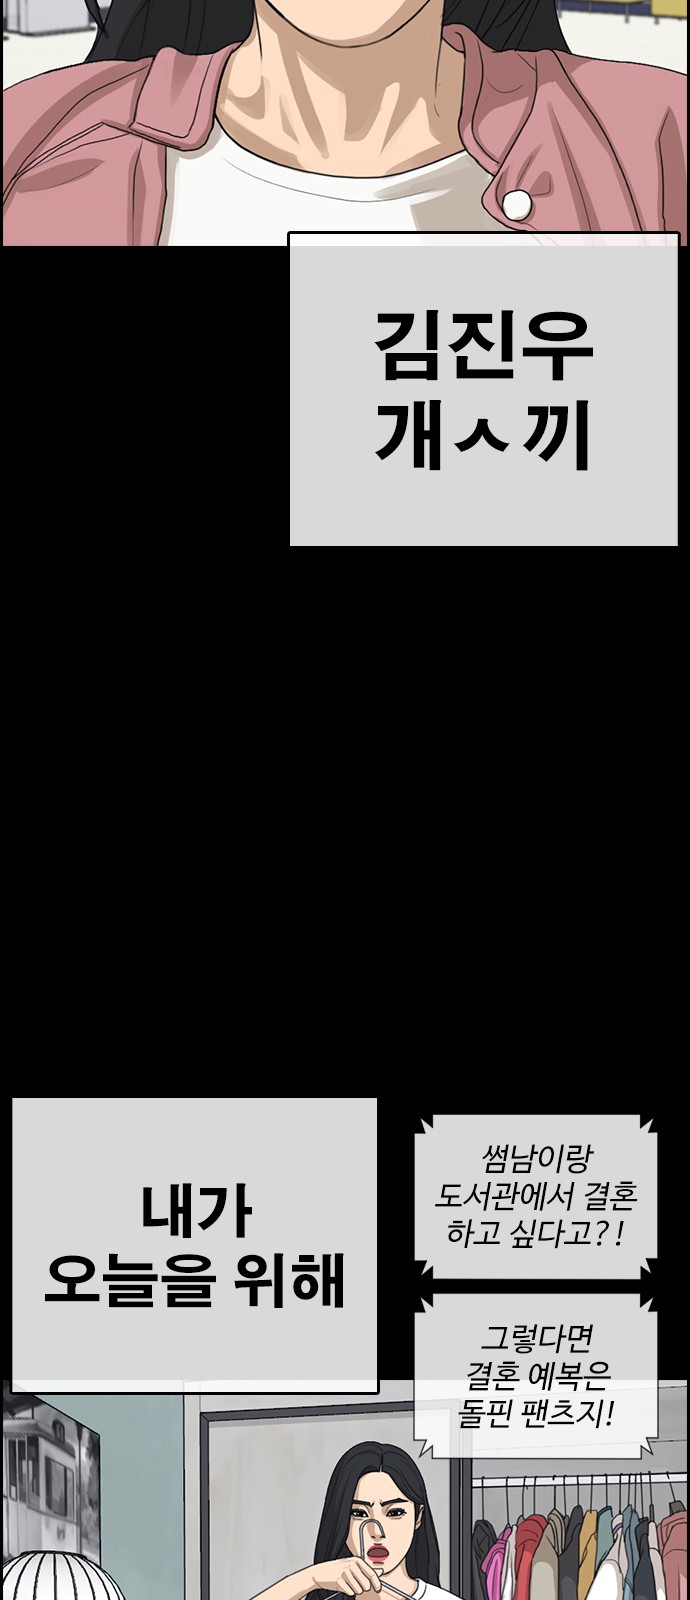 김진우
개ㅅ끼
내가
오늘을 위해
썸남이랑
도서관에서 결혼
하고 싶다고?!
그렇다면
결혼 예복은
돌핀 팬츠지!